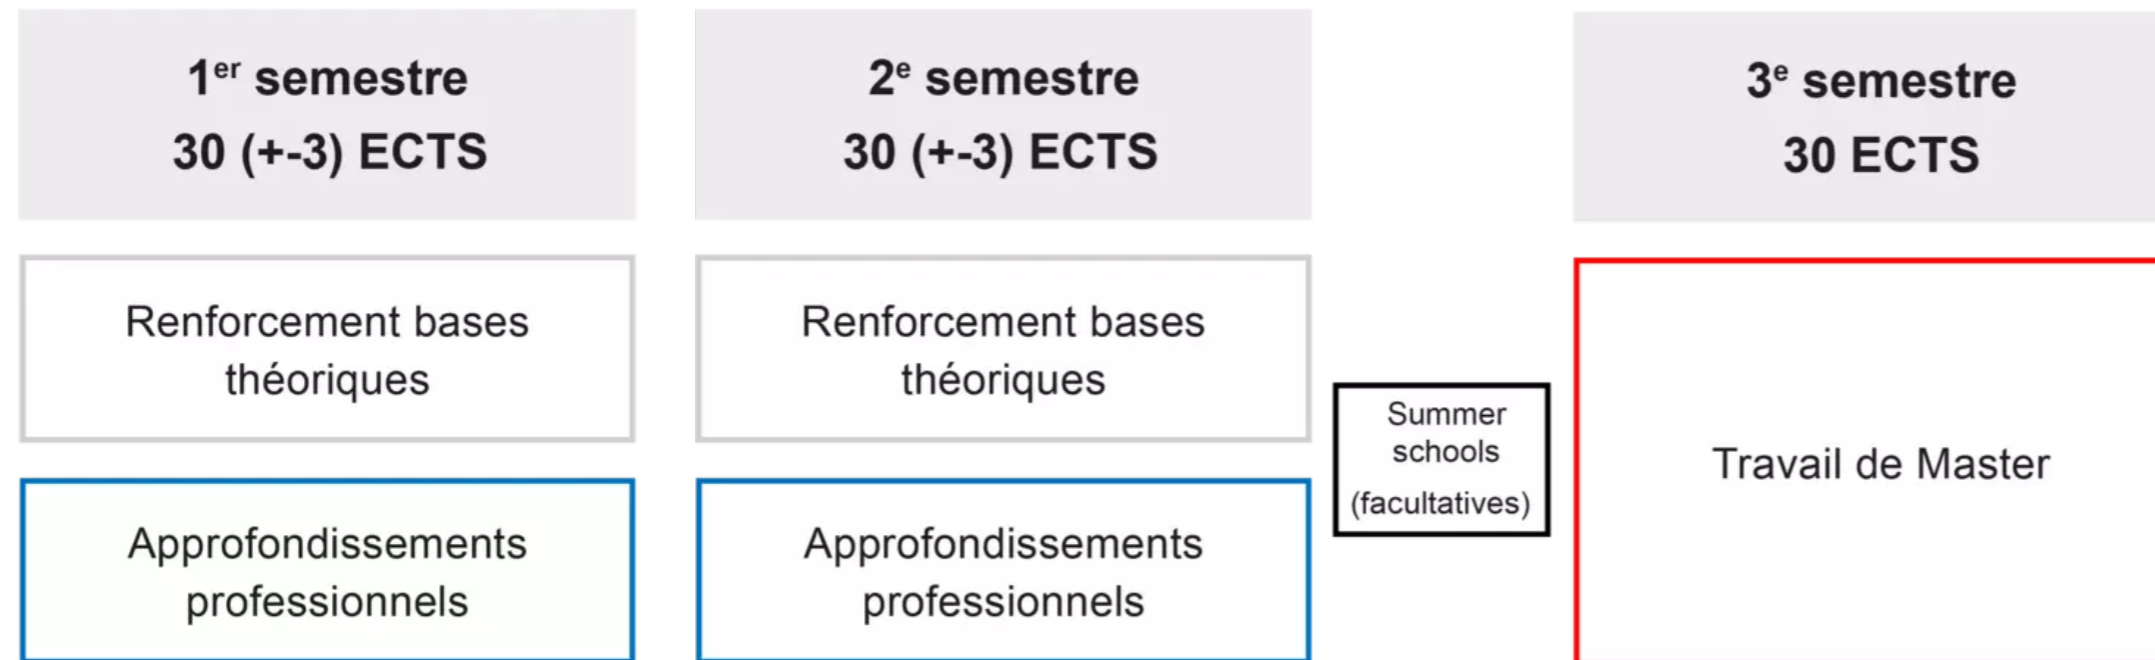 1er semestre
30 (+-3) ECTS
2e semestre
30 (+-3) ECTS
3e semestre
30 ECTS
Renforcement bases
théoriques
Renforcement bases
théoriques
Summer
schools
(facultatives)
Travail de Master
Approfondissements
professionnels
Approfondissements
professionnels